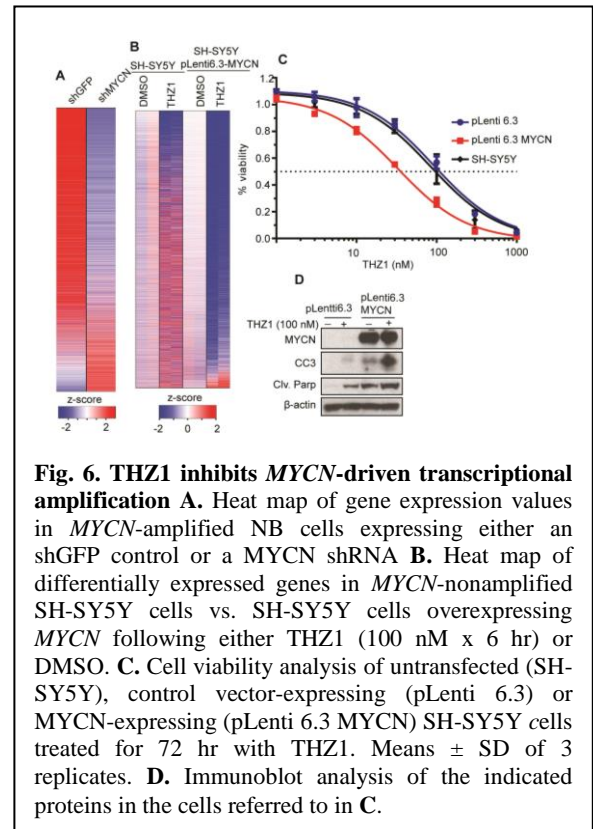 A
shGFP
shMYCN
z-score
-2 2
B
SH-SY5Y
SH-SY5Y
pLenti6.3-MYCN
DMSO
THZ1
DMSO
THZ1
z-score
-2 0 2
C
1.2
1.0
0.8
0.6
0.4
0.2
0.0
% viability
10 100 1000
THZ1 (nM)
pLenti 6.3
pLenti 6.3 MYCN
SH-SY5Y
D
pLentti6.3
pLenti6.3
MYCN
THZ1 (100 nM) – + – +
MYCN
CC3
Clv. Parp
β-actin
Fig. 6. THZ1 inhibits MYCN-driven transcriptional
amplification A. Heat map of gene expression values
in MYCN-amplified NB cells expressing either an
shGFP control or a MYCN shRNA B. Heat map of
differentially expressed genes in MYCN-nonamplified
SH-SY5Y cells vs. SH-SY5Y cells overexpressing
MYCN following either THZ1 (100 nM x 6 hr) or
DMSO. C. Cell viability analysis of untransfected (SH-
SY5Y), control vector-expressing (pLenti 6.3) or
MYCN-expressing (pLenti 6.3 MYCN) SH-SY5Y cells
treated for 72 hr with THZ1. Means ± SD of 3
replicates. D. Immunoblot analysis of the indicated
proteins in the cells referred to in C.